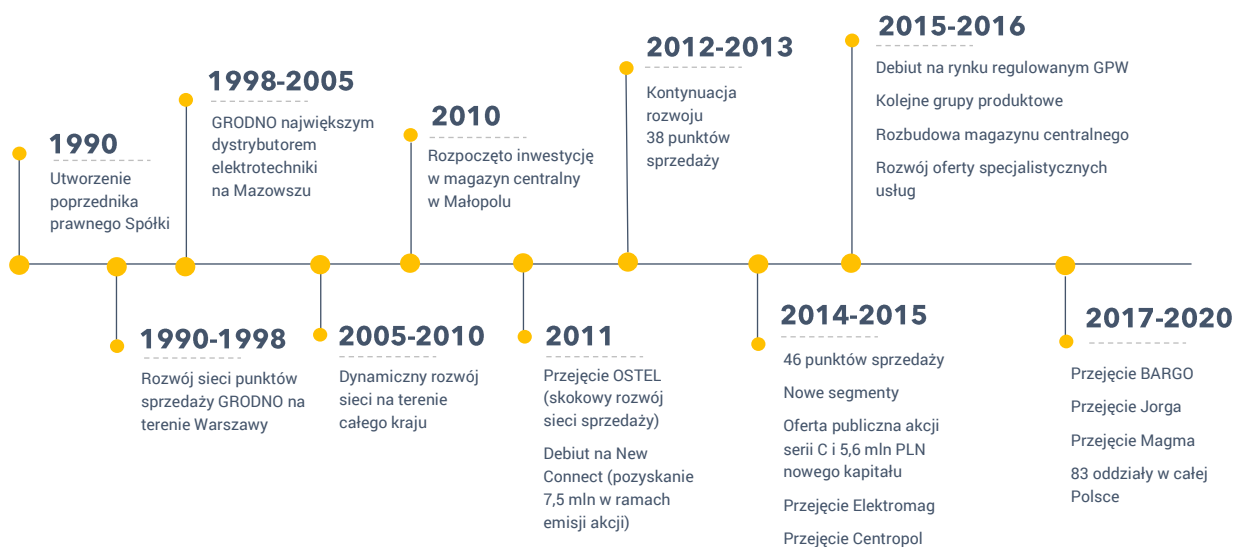 1990
Utworzenie
poprzednika
prawnego Spółki
1990-1998
Rozwój sieci punktów
sprzedaży GRODNO na
terenie Warszawy
1998-2005
GRODNO największym
dystrybutorem
elektrotechniki
na Mazowszu
2005-2010
Dynamiczny rozwój
sieci na terenie
całego kraju
2010
Rozpoczęto inwestycję
w magazyn centralny
w Małopolu
2011
Przejęcie OSTEL
(skokowy rozwój
sieci sprzedaży)
Debiut na New
Connect (pozyskanie
7,5 mln w ramach
emisji akcji)
2012-2013
Kontynuacja
rozwoju
38 punktów
sprzedaży
2014-2015
46 punktów sprzedaży
Nowe segmenty
Oferta publiczna akcji
serii C i 5,6 mln PLN
nowego kapitału
Przejęcie Elektromag
Przejęcie Centropol
2015-2016
Debiut na rynku regulowanym GPW
Kolejne grupy produktowe
Rozbudowa magazynu centralnego
Rozwój oferty specjalistycznych
usług
2017-2020
Przejęcie BARGO
Przejęcie Jorga
Przejęcie Magma
83 oddziały w całej
Polsce